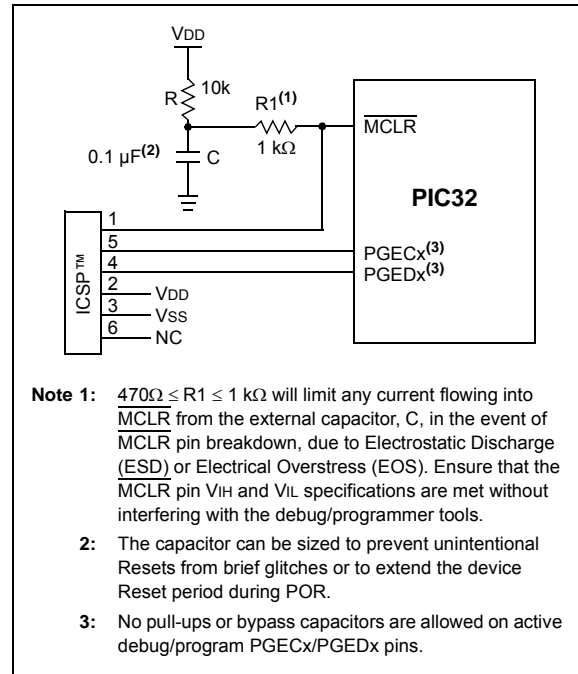 VDD
R 10k
R1(1)
1 kΩ
0.1 µF(2) C
MCLR
PIC32
ICSP™
1
5
4
2
3
6
PGECx(3)
PGEDx(3)
VDD
VSS
NC
Note 1: 470Ω ≤ R1 ≤ 1 kΩ will limit any current flowing into
MCLR from the external capacitor, C, in the event of
MCLR pin breakdown, due to Electrostatic Discharge
(ESD) or Electrical Overstress (EOS). Ensure that the
MCLR pin VIH and VIL specifications are met without
interfering with the debug/programmer tools.
2: The capacitor can be sized to prevent unintentional
Resets from brief glitches or to extend the device
Reset period during POR.
3: No pull-ups or bypass capacitors are allowed on active
debug/program PGECx/PGEDx pins.